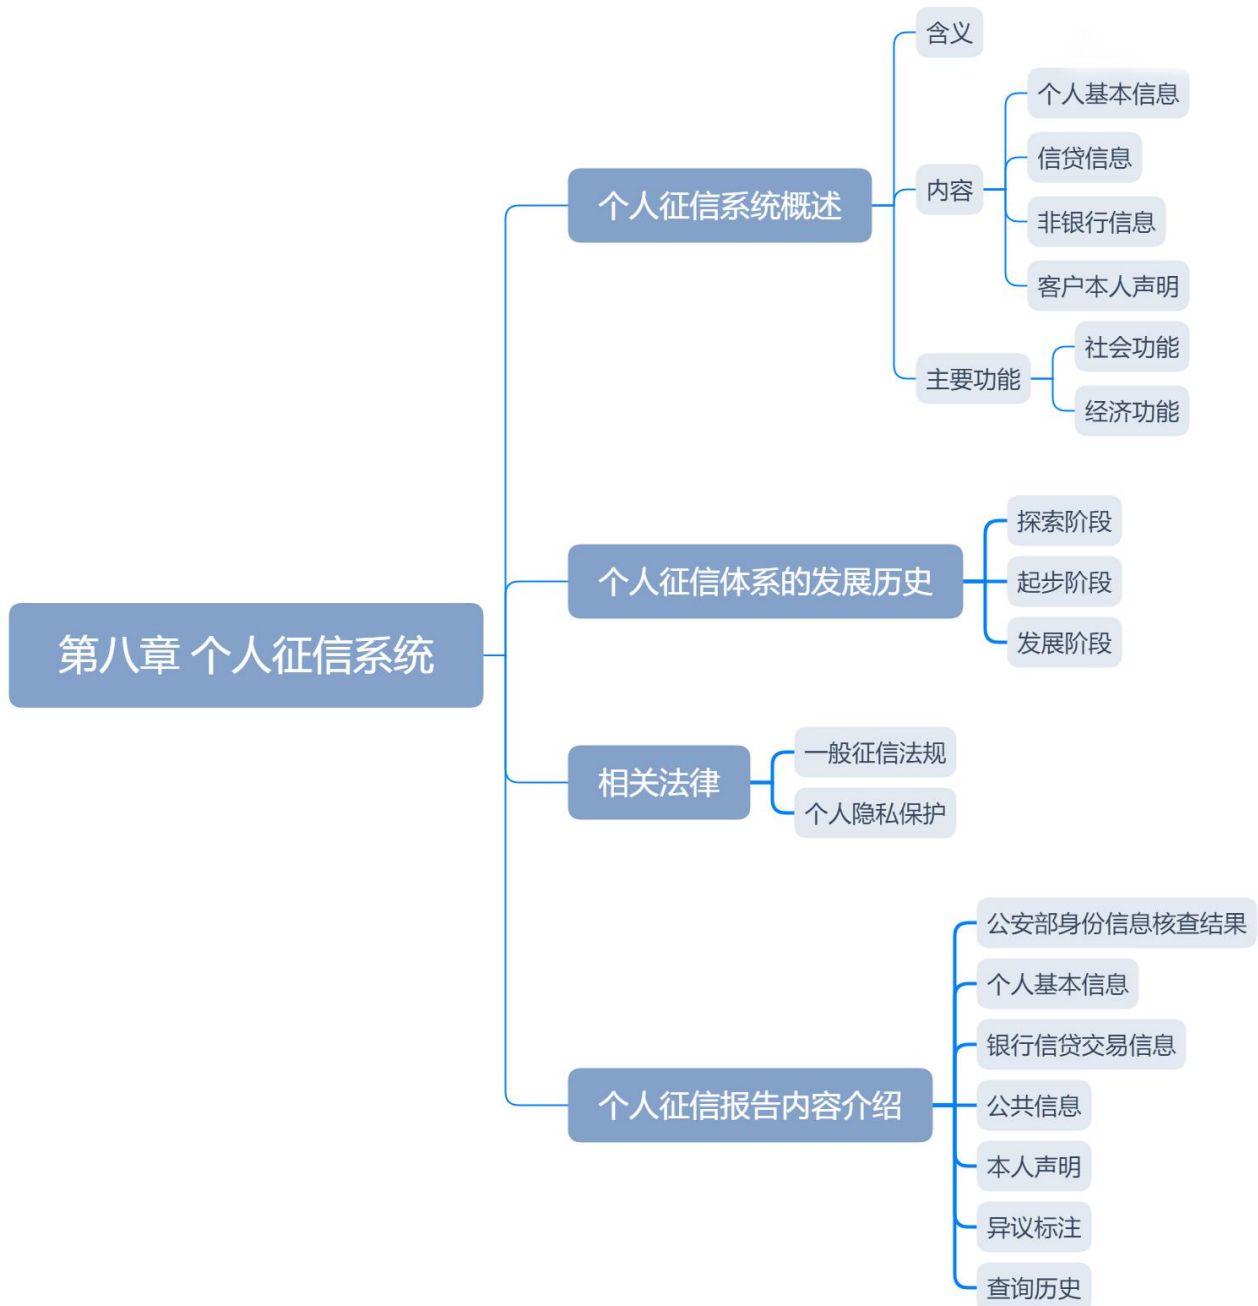 第八章 个人征信系统
个人征信系统概述
含义
内容
个人基本信息
信贷信息
非银行信息
客户本人声明
主要功能
社会功能
经济功能
个人征信体系的发展历史
探索阶段
起步阶段
发展阶段
相关法律
一般征信法规
个人隐私保护
个人征信报告内容介绍
公安部身份信息核查结果
个人基本信息
银行信贷交易信息
公共信息
本人声明
异议标注
查询历史